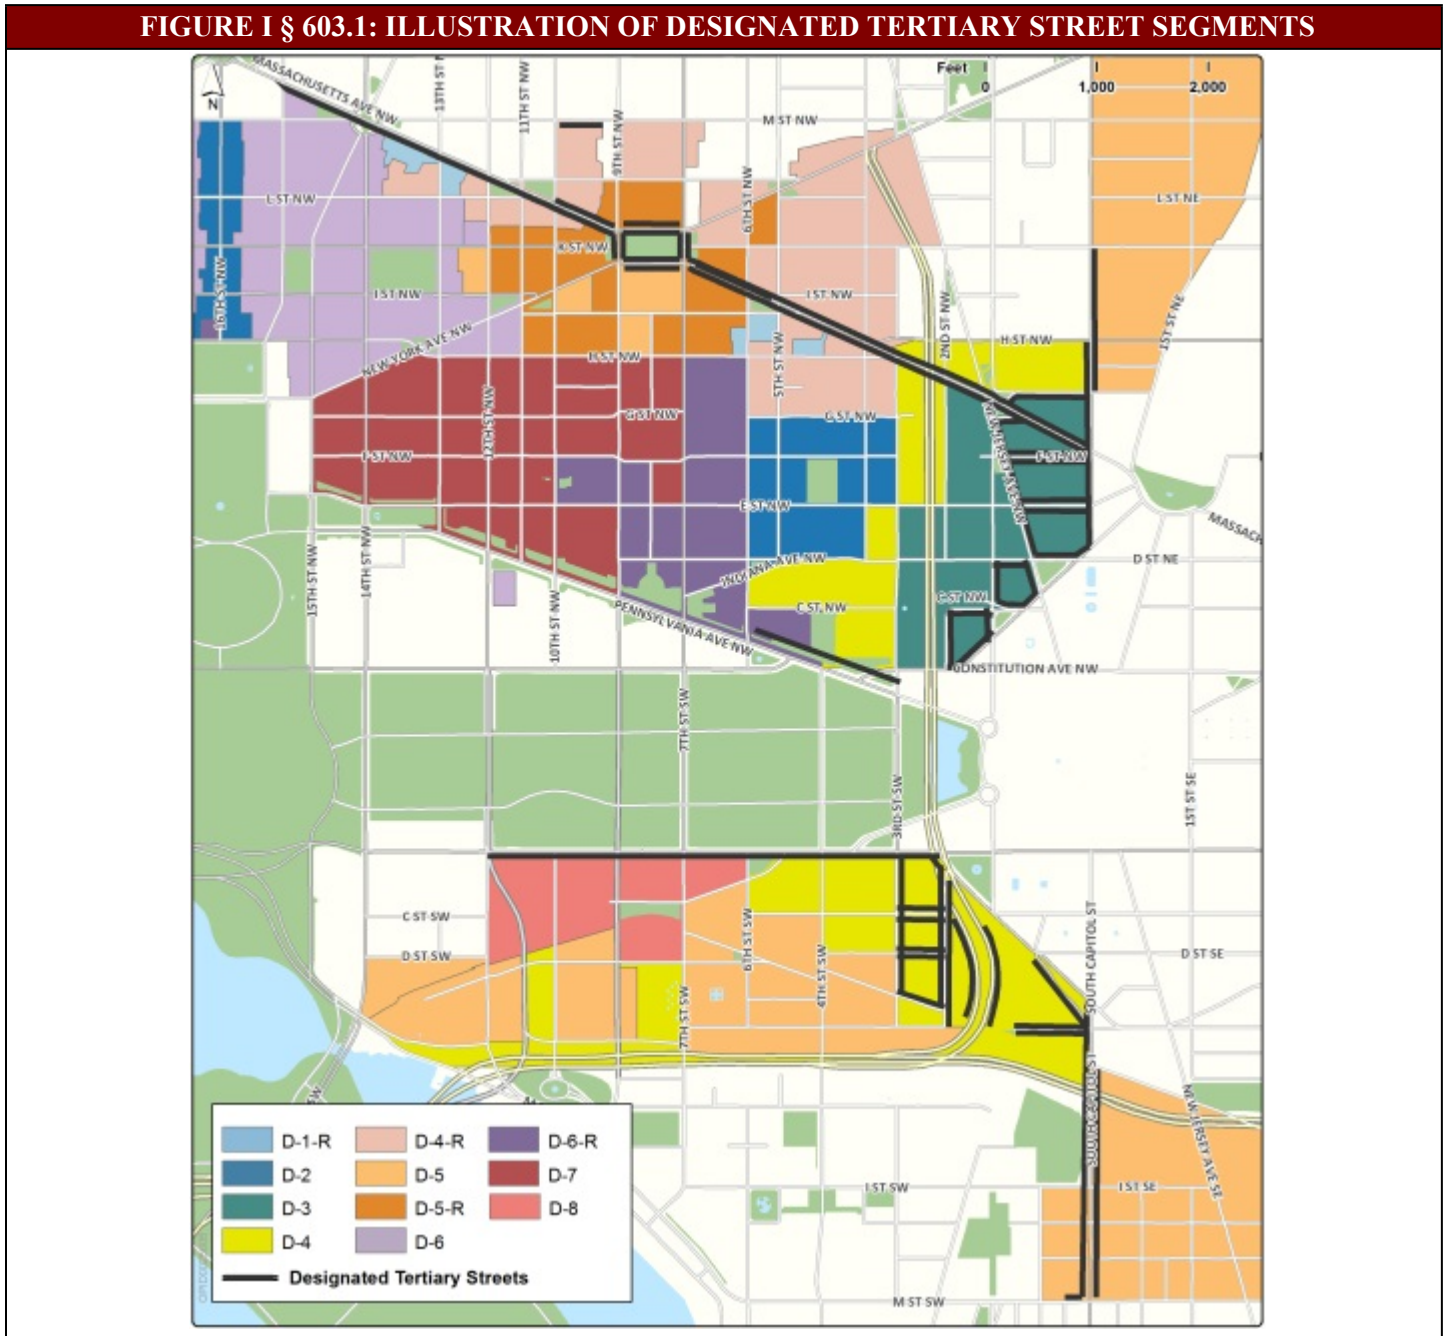 FIGURE I § 603.1: ILLUSTRATION OF DESIGNATED TERTIARY STREET SEGMENTS
MASSACHUSETTS AVE NW
13TH ST N
11TH ST NW
Feet
0
1,000
2,000
N
9TH ST NW
M ST NW
6TH ST NW
L ST NW
L ST NE
K ST NW
16TH ST NW
I ST NW
I ST NW
2ND ST NW
1ST ST NE
NEW YORK AVE NW
H ST NW
H ST NW
5TH ST NW
12TH ST NW
G ST NW
G ST NW
NEW JERSEY AVE NW
F ST NW
F ST NW
E ST NW
MASSACH
15TH ST NW
14TH ST NW
INDIANA AVE NW
D ST NE
10TH ST NW
PENNSYLVANIA AVE NW
C ST NW
C ST NW
CONSTITUTION AVE NW
7TH ST SW
3RD ST SW
1ST ST SE
C ST SW
D ST SW
6TH ST SW
4TH ST SW
SOUTH CAPITOL ST
D ST SE
7TH ST SW
SW
M
SOUTH CAPITOL ST
NEW JERSEY AVE SE
I ST SW
I ST SE
M ST SW
D-1-R
D-4-R
D-6-R
D-2
D-5
D-7
D-3
D-5-R
D-8
D-4
D-6
Designated Tertiary Streets